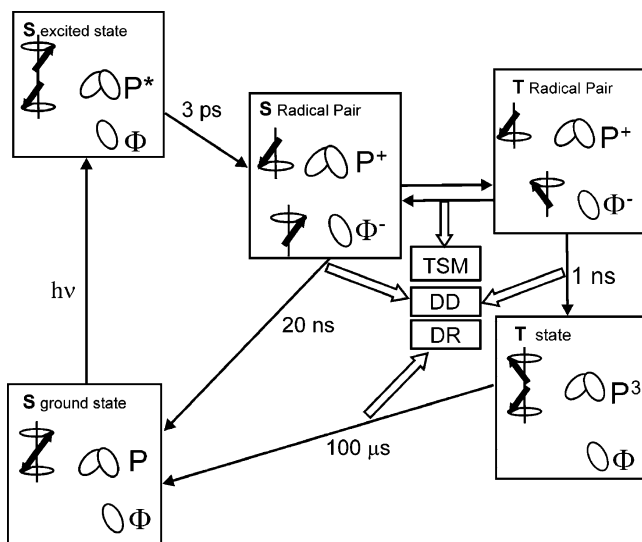 S excited state
P*
Φ
3 ps
S Radical Pair
P+
Φ-
T Radical Pair
P+
Φ-
TSM
DD
DR
1 ns
hν
20 ns
T state
P3
Φ
S ground state
P
Φ
100 μs